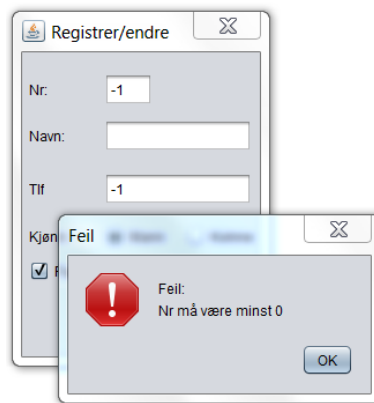 Registrer/endre
Nr:
-1
Navn:
Tlf
-1
Kjøn
Feil
Feil:
Nr må være minst 0
OK